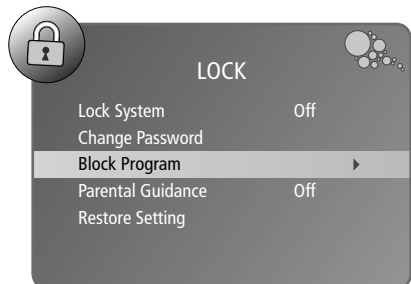 LOCK
Lock System Off
Change Password
Block Program
Parental Guidance Off
Restore Setting